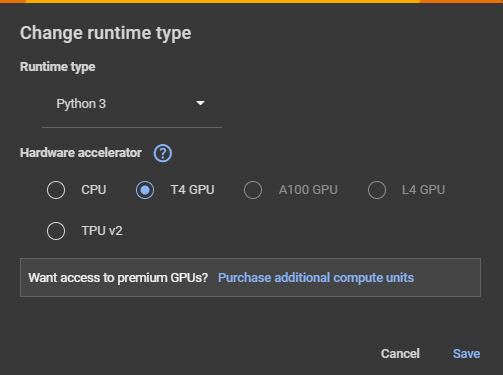 Change runtime type
Runtime type
Python 3
Hardware accelerator ?
CPU T4 GPU A100 GPU L4 GPU
TPU v2
Want access to premium GPUs? Purchase additional compute units
Cancel Save